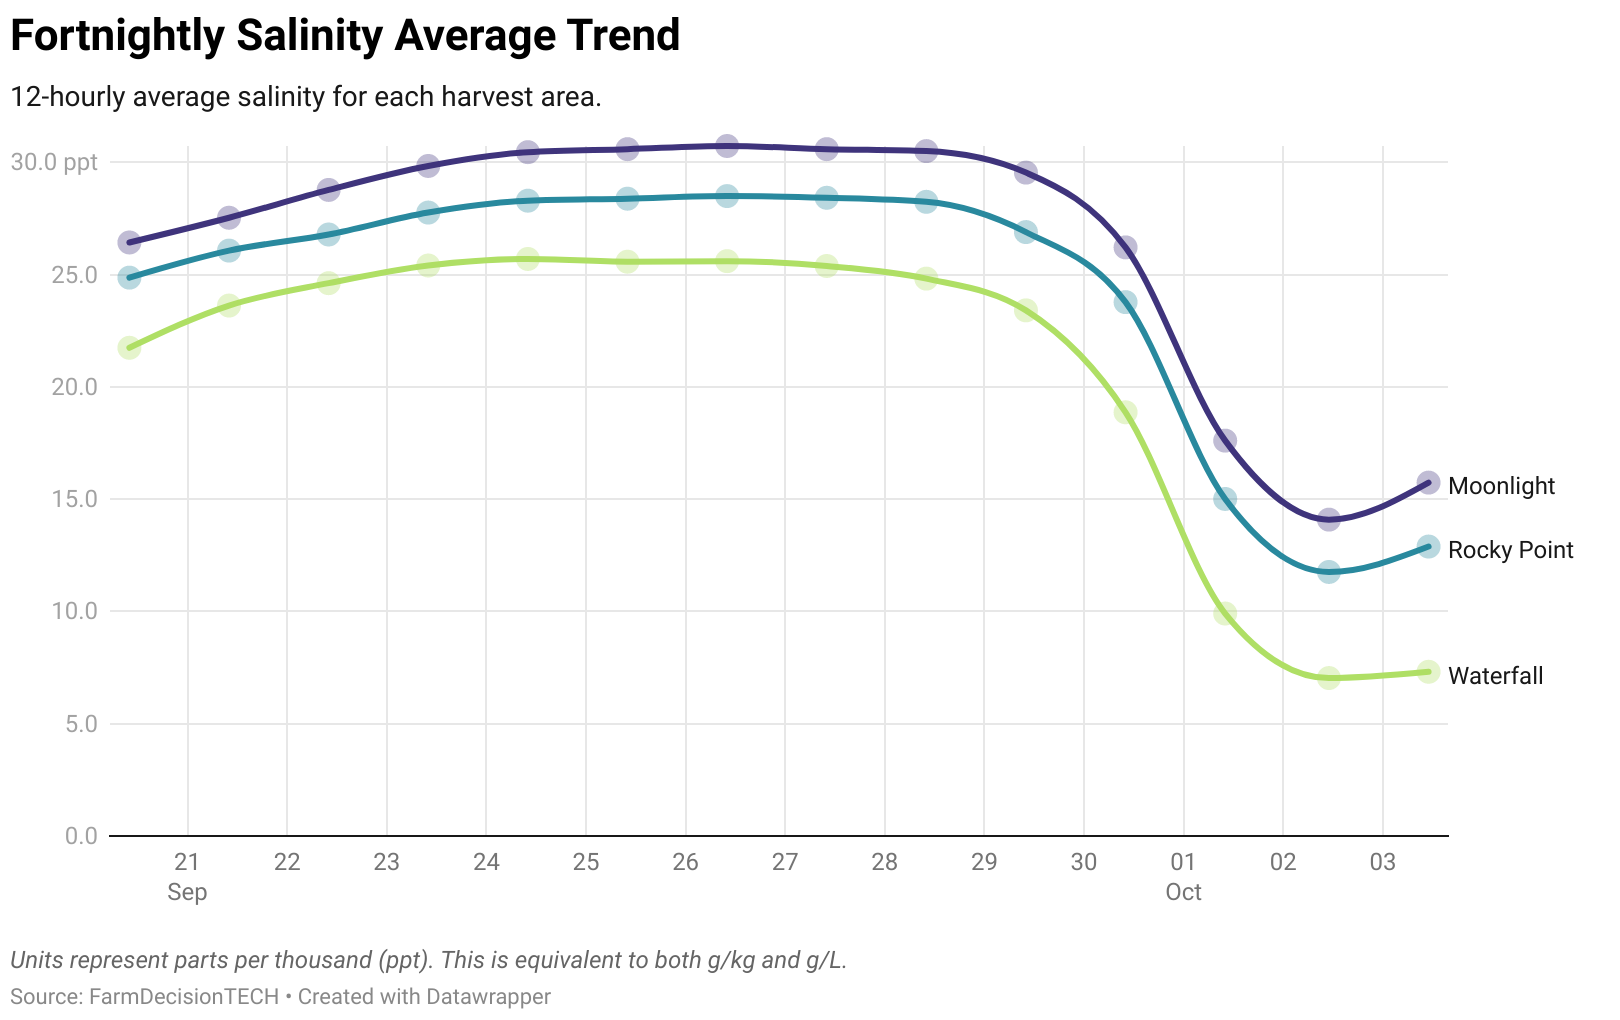 Fortnightly Salinity Average Trend
12-hourly average salinity for each harvest area.
30.0 ppt
25.0
20.0
15.0
10.0
5.0
0.0
Moonlight
Rocky Point
Waterfall
21 22 23 24 25 26 27 28 29 30 01 02 03
Sep Oct
Units represent parts per thousand (ppt). This is equivalent to both g/kg and g/L.
Source: FarmDecisionTECH • Created with Datawrapper